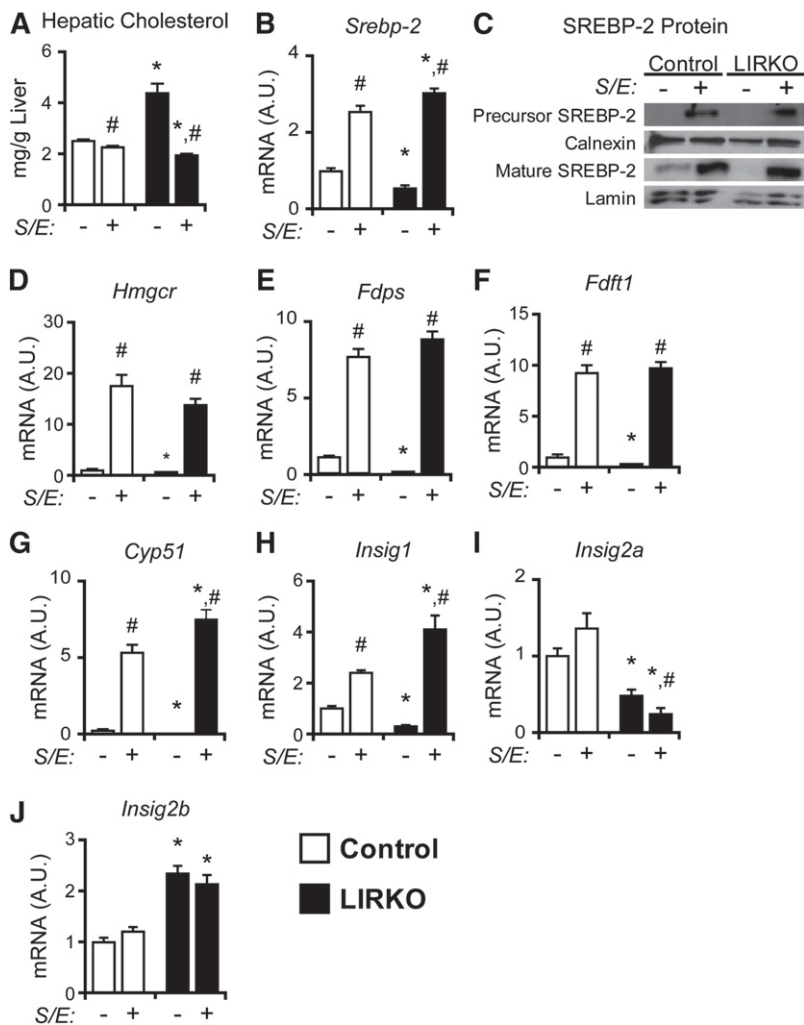 A Hepatic Cholesterol
mg/g Liver
6
4
2
0
#
*
*,#
S/E: - + - +
B Srebp-2
mRNA (A.U.)
4
2
0
#
*
*,#
S/E: - + - +
C SREBP-2 Protein
Control LIRKO
S/E: - + - +
Precursor SREBP-2
Calnexin
Mature SREBP-2
Lamin
D Hmgcr
mRNA (A.U.)
30
20
10
0
#
*
#
S/E: - + - +
E Fdps
mRNA (A.U.)
10
5
0
#
*
#
S/E: - + - +
F Fdft1
mRNA (A.U.)
15
10
5
0
#
*
#
S/E: - + - +
G Cyp51
mRNA (A.U.)
10
5
0
#
*
*,#
S/E: - + - +
H Insig1
mRNA (A.U.)
6
4
2
0
#
*
*,#
S/E: - + - +
I Insig2a
mRNA (A.U.)
2
1
0
*
*,#
S/E: - + - +
J Insig2b
mRNA (A.U.)
3
2
1
0
*
*
S/E: - + - +
Control
LIRKO